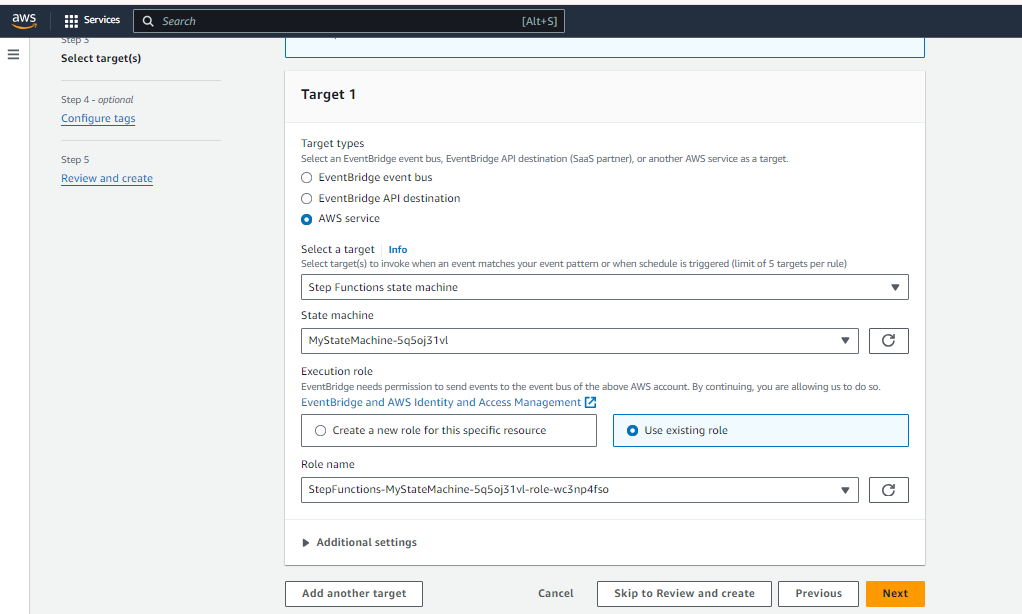 aws
Services
Search
[Alt+S]
Step 3
Select target(s)
Step 4 - optional
Configure tags
Step 5
Review and create
Target 1
Target types
Select an EventBridge event bus, EventBridge API destination (SaaS partner), or another AWS service as a target.
EventBridge event bus
EventBridge API destination
AWS service
Select a target
Info
Select target(s) to invoke when an event matches your event pattern or when schedule is triggered (limit of 5 targets per rule)
Step Functions state machine
State machine
MyStateMachine-5q5oj31vl
Execution role
EventBridge needs permission to send events to the event bus of the above AWS account. By continuing, you are allowing us to do so.
EventBridge and AWS Identity and Access Management
Create a new role for this specific resource
Use existing role
Role name
StepFunctions-MyStateMachine-5q5oj31vl-role-wc3np4fso
Additional settings
Add another target
Cancel
Skip to Review and create
Previous
Next